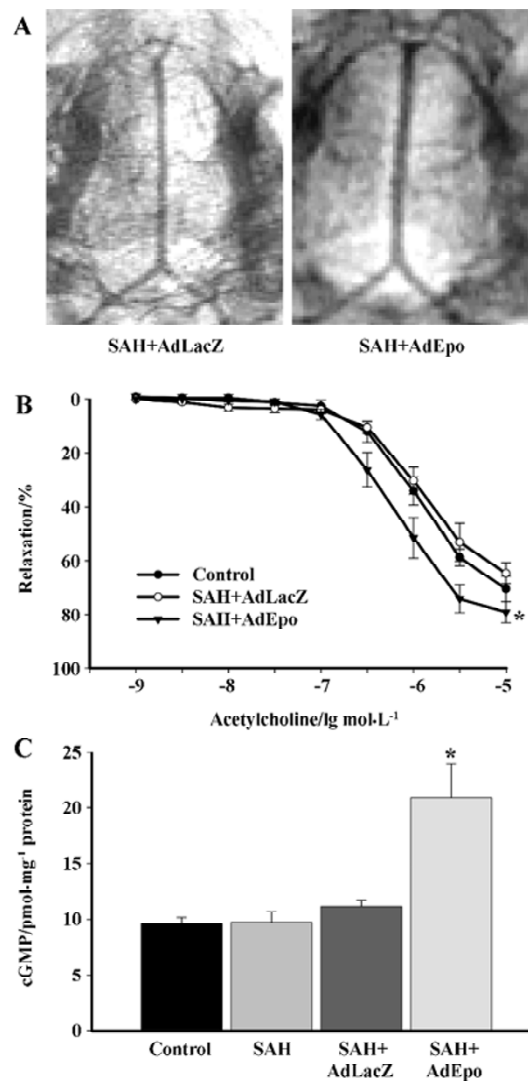 A
SAH+AdLacZ SAH+AdEpo
B
0
20
40
60
80
100
Relaxation/%
Control
SAH+AdLacZ
SAH+AdEpo
*
-9 -8 -7 -6 -5
Acetylcholine/lg mol·L⁻¹
C
25
20
15
10
5
0
cGMP/pmol·mg⁻¹ protein
*
Control SAH SAH+ SAH+
AdLacZ AdEpo